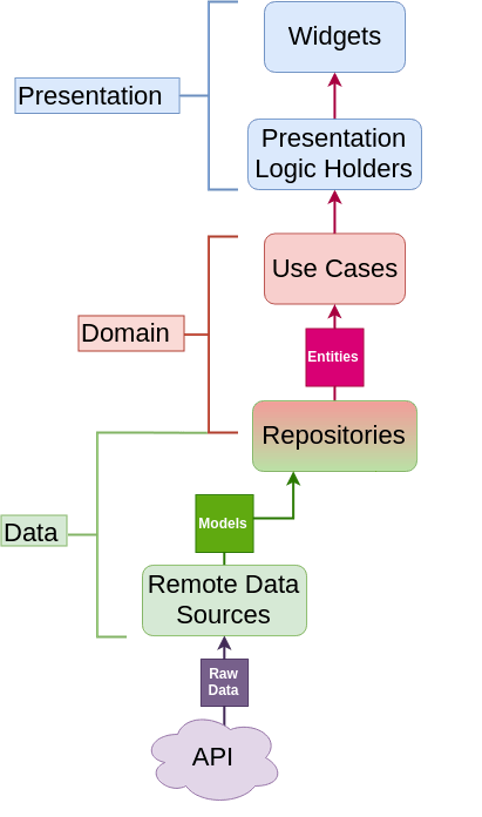 Widgets
Presentation
Presentation
Logic Holders
Use Cases
Domain
Entities
Repositories
Models
Data
Remote Data
Sources
Raw
Data
API